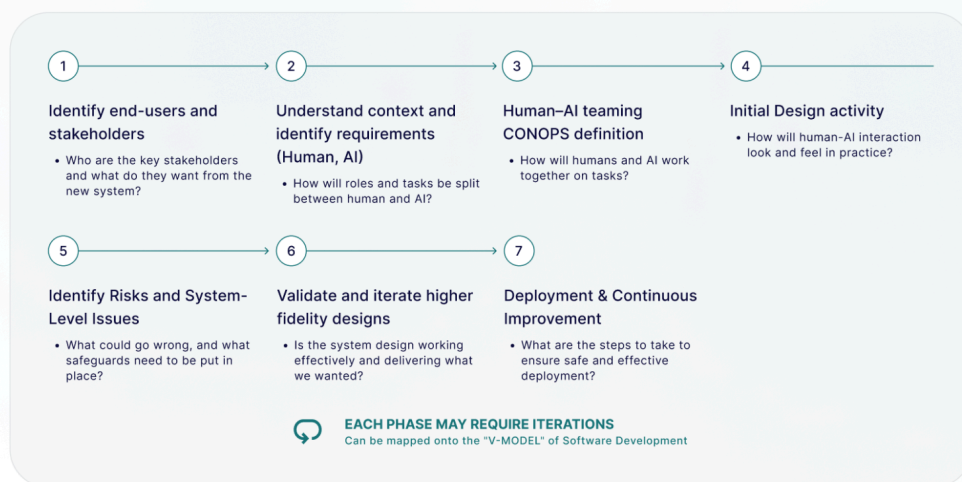 1
2
3
4
Identify end-users and
stakeholders
• Who are the key stakeholders
and what do they want from the
new system?
Understand context and
identify requirements
(Human, AI)
• How will roles and tasks be split
between human and AI?
Human–AI teaming
CONOPS definition
• How will humans and AI work
together on tasks?
Initial Design activity
• How will human-AI interaction
look and feel in practice?
5
6
7
Identify Risks and System-
Level Issues
• What could go wrong, and what
safeguards need to be put in
place?
Validate and iterate higher
fidelity designs
• Is the system design working
effectively and delivering what
we wanted?
Deployment & Continuous
Improvement
• What are the steps to take to
ensure safe and effective
deployment?
EACH PHASE MAY REQUIRE ITERATIONS
Can be mapped onto the "V-MODEL" of Software Development